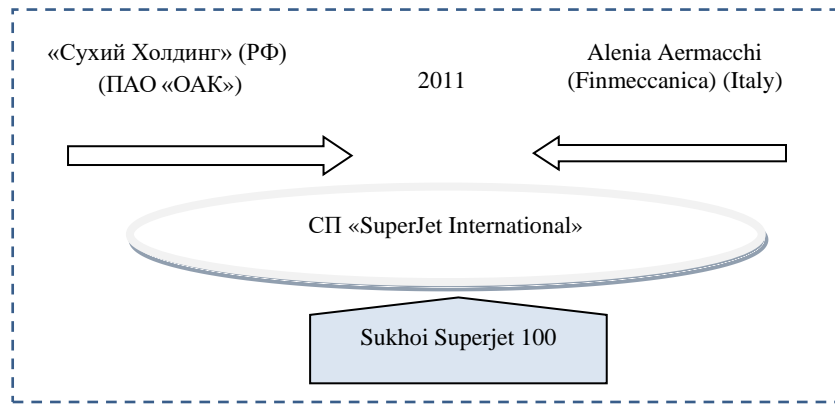 «Сухий Холдинг» (РФ)
(ПАО «ОАК»)
2011
Alenia Aermacchi
(Finmeccanica) (Italy)
СП «SuperJet International»
Sukhoi Superjet 100